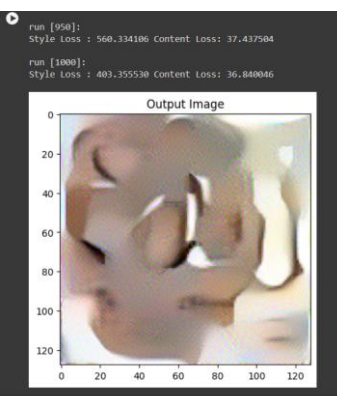 run [950]:
Style Loss : 560.334106 Content Loss: 37.437504
run [1000]:
Style Loss : 403.355530 Content Loss: 36.840046
Output Image
0
20
40
60
80
100
120
0 20 40 60 80 100 120